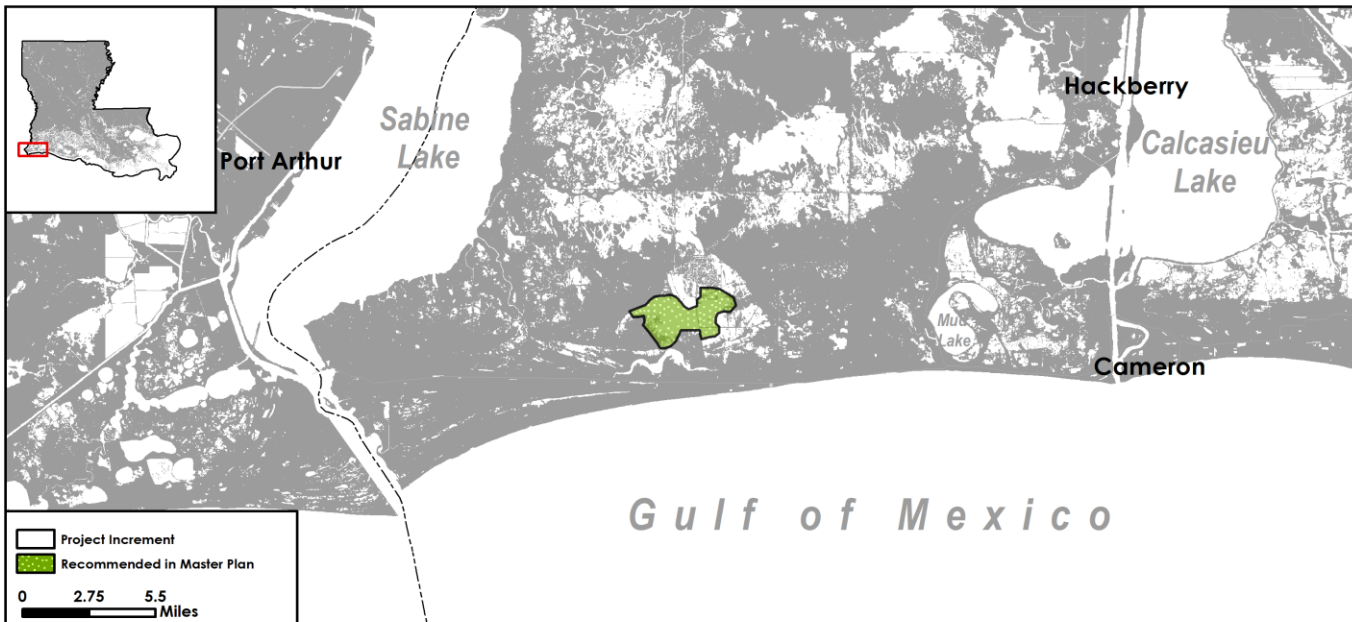 Sabine
Lake
Port Arthur
Hackberry
Calcasieu
Lake
Mud
Lake
Cameron
Gulf of Mexico
Project Increment
Recommended in Master Plan
0 2.75 5.5
Miles